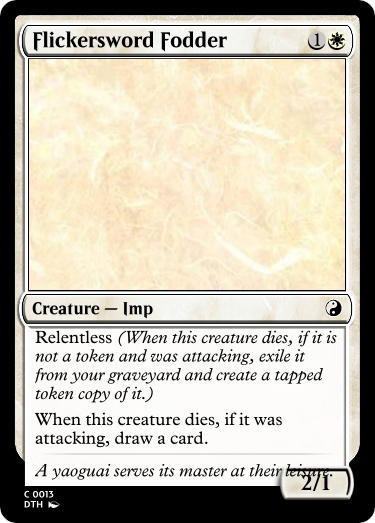 Flickersword Fodder 1
Creature — Imp
Relentless (When this creature dies, if it is
not a token and was attacking, exile it
from your graveyard and create a tapped
token copy of it.)
When this creature dies, if it was
attacking, draw a card.
A yaoguai serves its master at their leisure.
2/1
C 0013
DTH